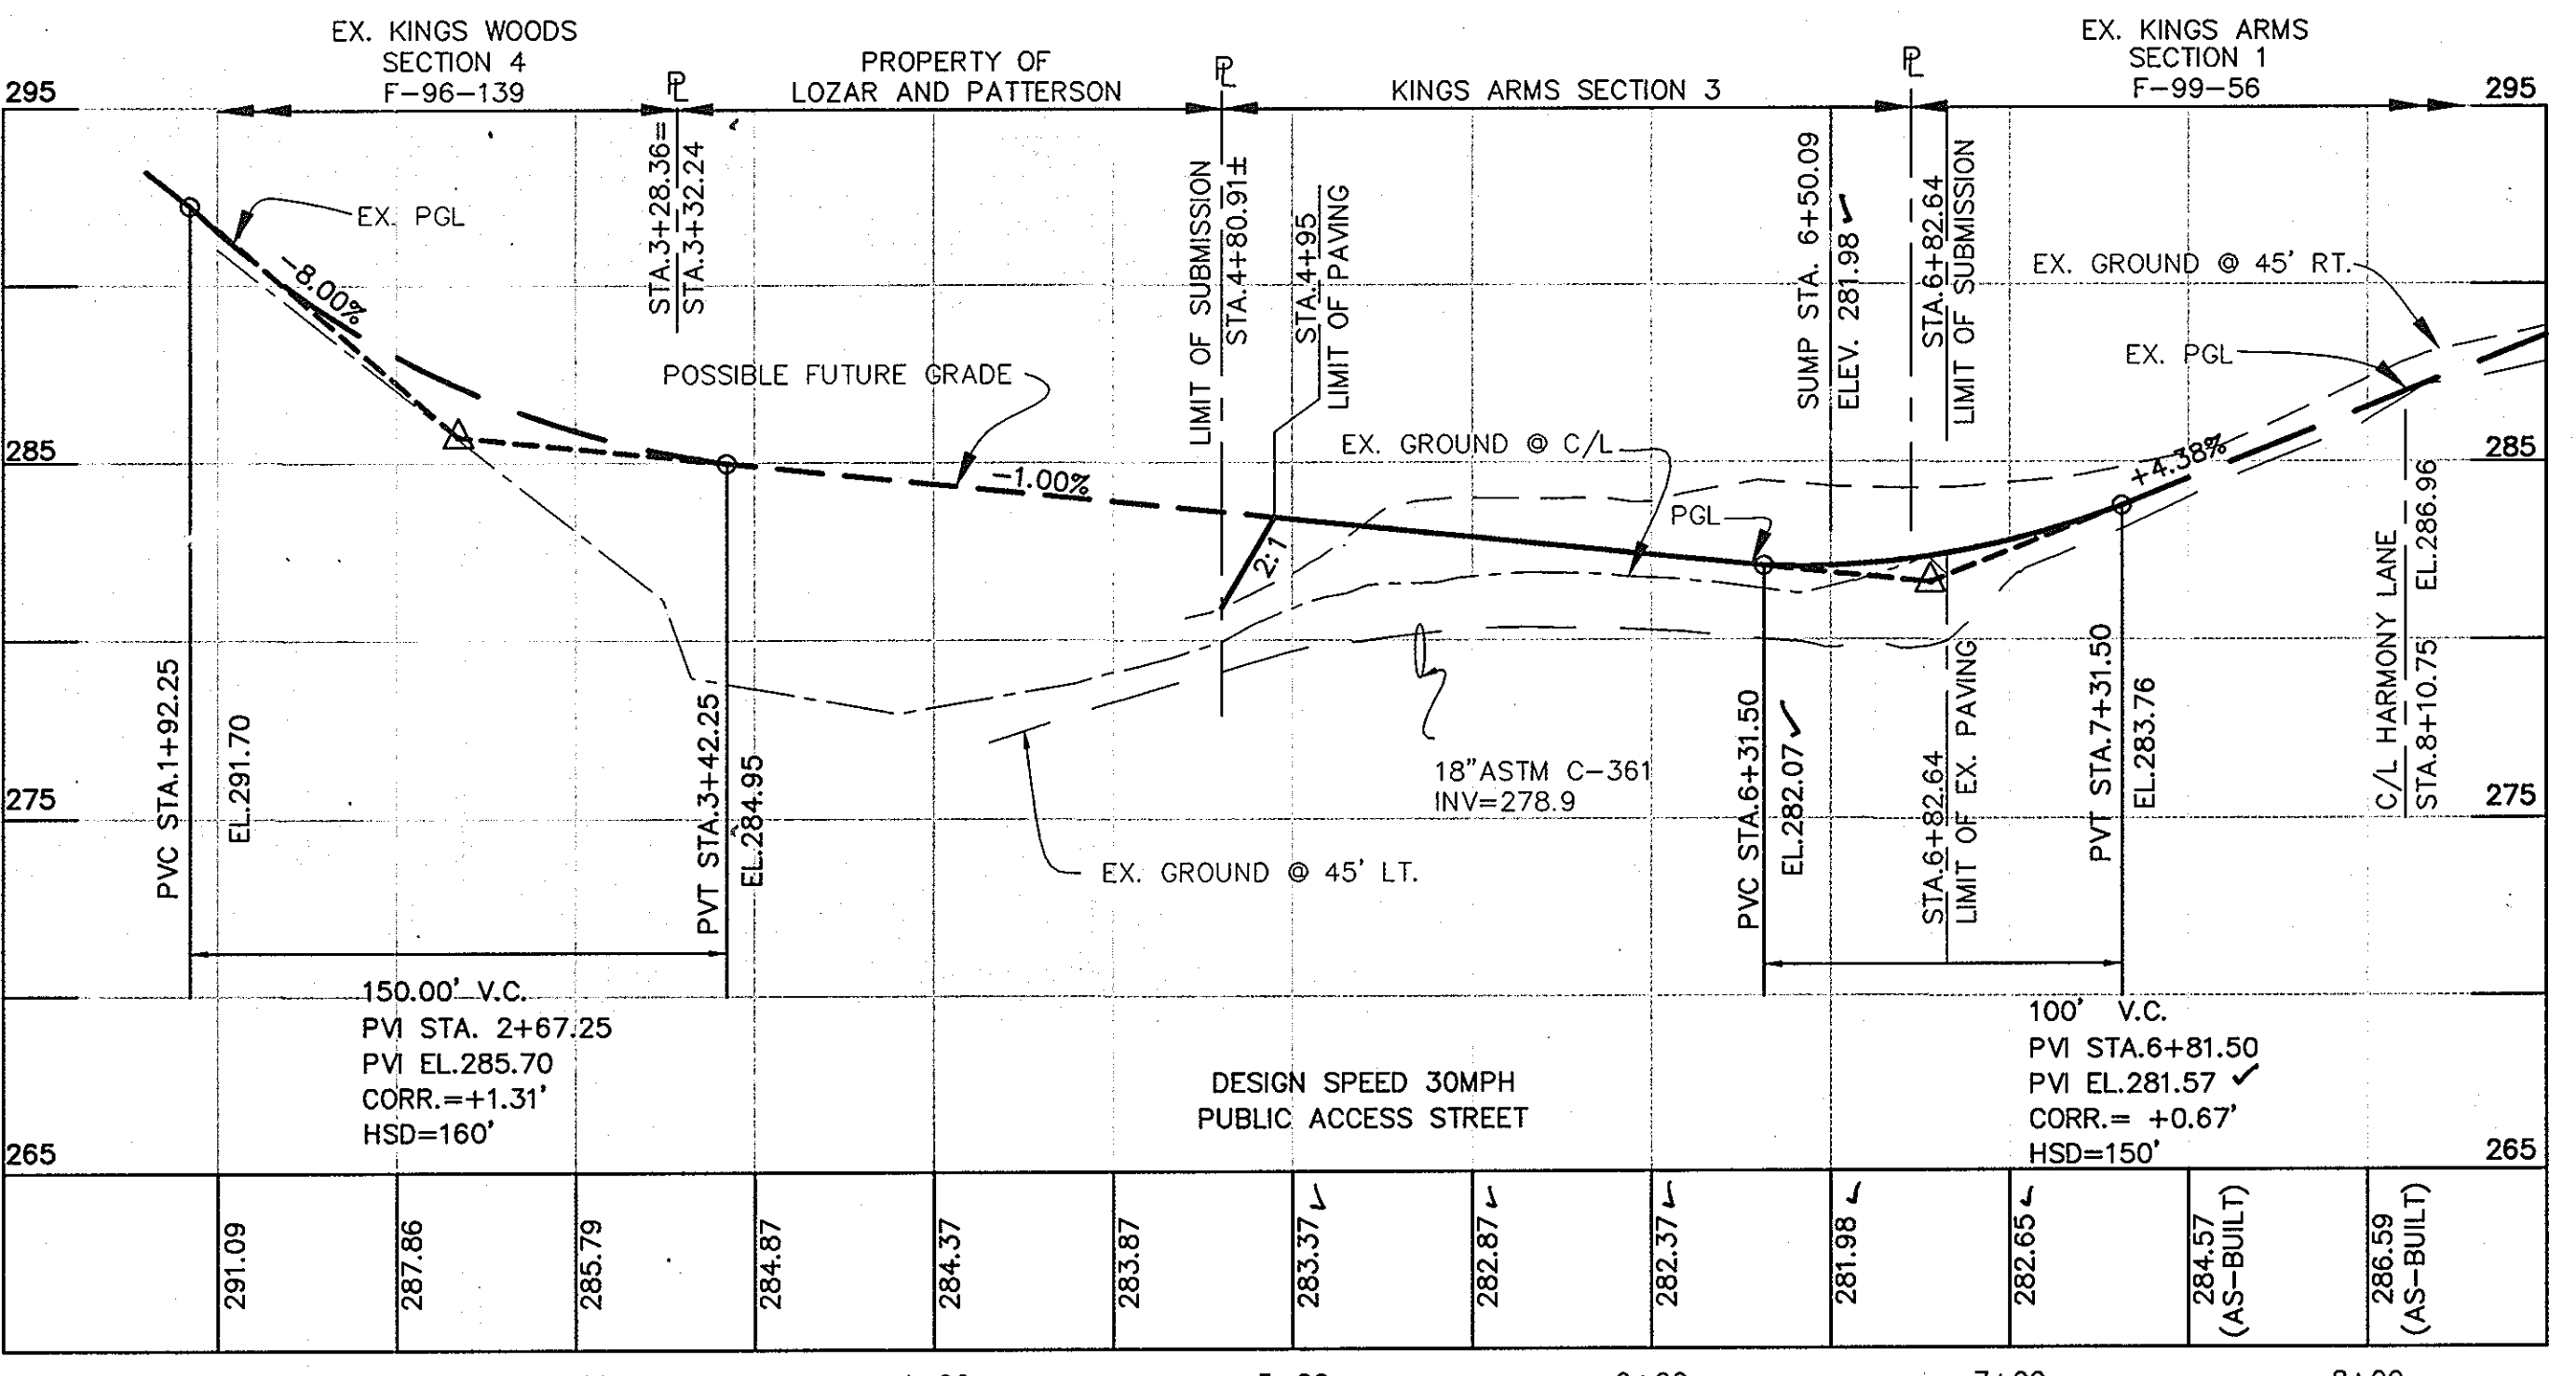 EX. KINGS WOODS
SECTION 4
F-96-139
PROPERTY OF
LOZAR AND PATTERSON
KINGS ARMS SECTION 3
EX. KINGS ARMS
SECTION 1
F-99-56
295
295
EX. PGL
-8.00%
STA.3+28.36=
STA.3+32.24
POSSIBLE FUTURE GRADE
-1.00%
LIMIT OF SUBMISSION
STA.4+80.91±
STA.4+95
LIMIT OF PAVING
2:1
EX. GROUND @ C/L
PGL
SUMP STA. 6+50.09
ELEV. 281.98
STA.6+82.64
LIMIT OF SUBMISSION
EX. GROUND @ 45' RT.
EX. PGL
+4.38%
285
285
PVC STA.1+92.25
EL.291.70
PVT STA.3+42.25
EL.284.95
EX. GROUND @ 45' LT.
18"ASTM C-361
INV=278.9
PVC STA.6+31.50
EL.282.07
STA.6+82.64
LIMIT OF EX. PAVING
PVT STA.7+31.50
EL.283.76
C/L HARMONY LANE
STA.8+10.75 EL.286.96
275
275
150.00' V.C.
PVI STA. 2+67.25
PVI EL.285.70
CORR.=+1.31'
HSD=160'
DESIGN SPEED 30MPH
PUBLIC ACCESS STREET
100' V.C.
PVI STA.6+81.50
PVI EL.281.57
CORR.= +0.67'
HSD=150'
265
265
291.09
287.86
285.79
284.87
284.37
283.87
283.37
282.87
282.37
281.98
282.65
284.57
(AS-BUILT)
286.59
(AS-BUILT)